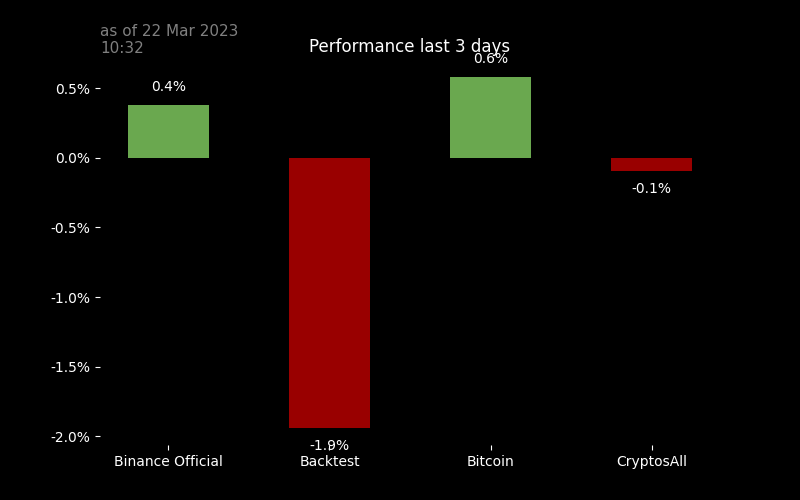 as of 22 Mar 2023
10:32
Performance last 3 days
0.6%
0.4%
0.5%
0.0%
-0.1%
-0.5%
-1.0%
-1.5%
-2.0%
-1.9%
Binance Official
Backtest
Bitcoin
CryptosAll